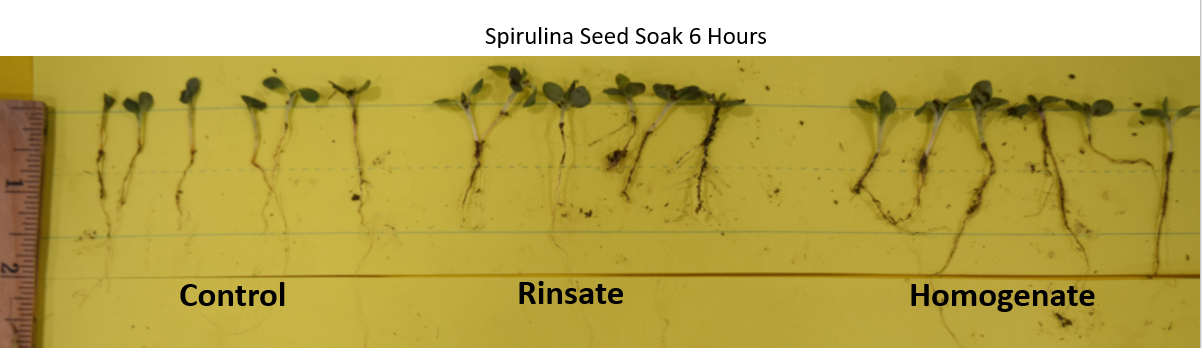 Spirulina Seed Soak 6 Hours
1
2
Control
Rinsate
Homogenate